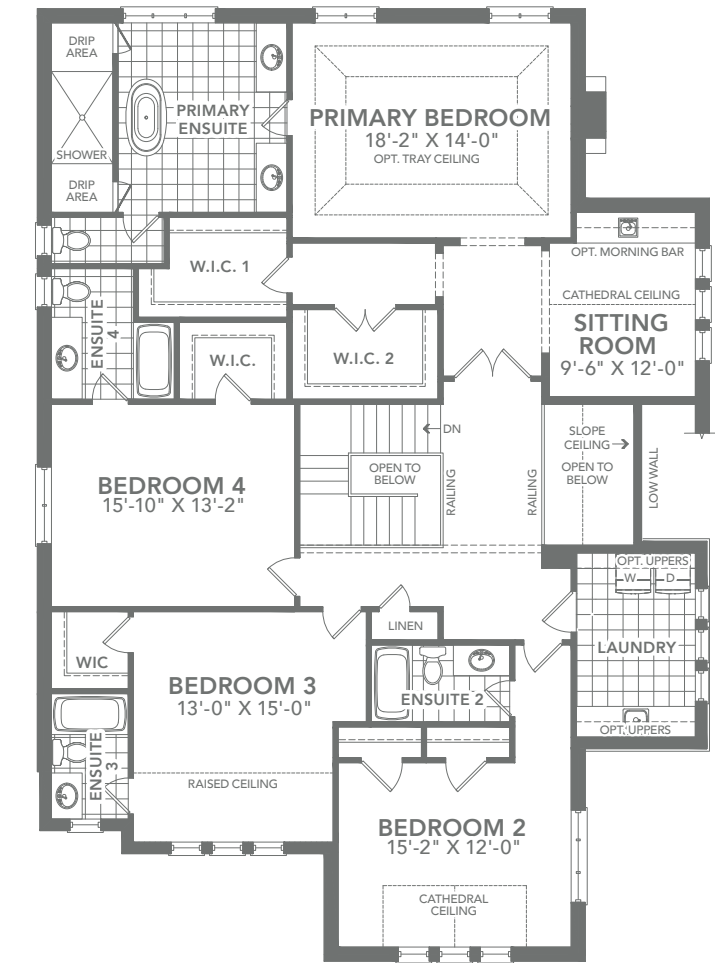 DRIP
AREA
PRIMARY
ENSUITE
SHOWER
DRIP
AREA
PRIMARY BEDROOM
18'-2" X 14'-0"
OPT. TRAY CEILING
W.I.C. 1
OPT. MORNING BAR
CATHEDRAL CEILING
SITTING
ROOM
9'-6" X 12'-0"
ENSUITE
4
W.I.C.
W.I.C. 2
DN
OPEN TO
BELOW
RAILING
RAILING
SLOPE
CEILING
OPEN TO
BELOW
LOW WALL
BEDROOM 4
15'-10" X 13'-2"
OPT. UPPERS
W
D
LAUNDRY
OPT. UPPERS
LINEN
WIC
BEDROOM 3
13'-0" X 15'-0"
ENSUITE 2
ENSUITE
3
RAISED CEILING
BEDROOM 2
15'-2" X 12'-0"
CATHEDRAL
CEILING